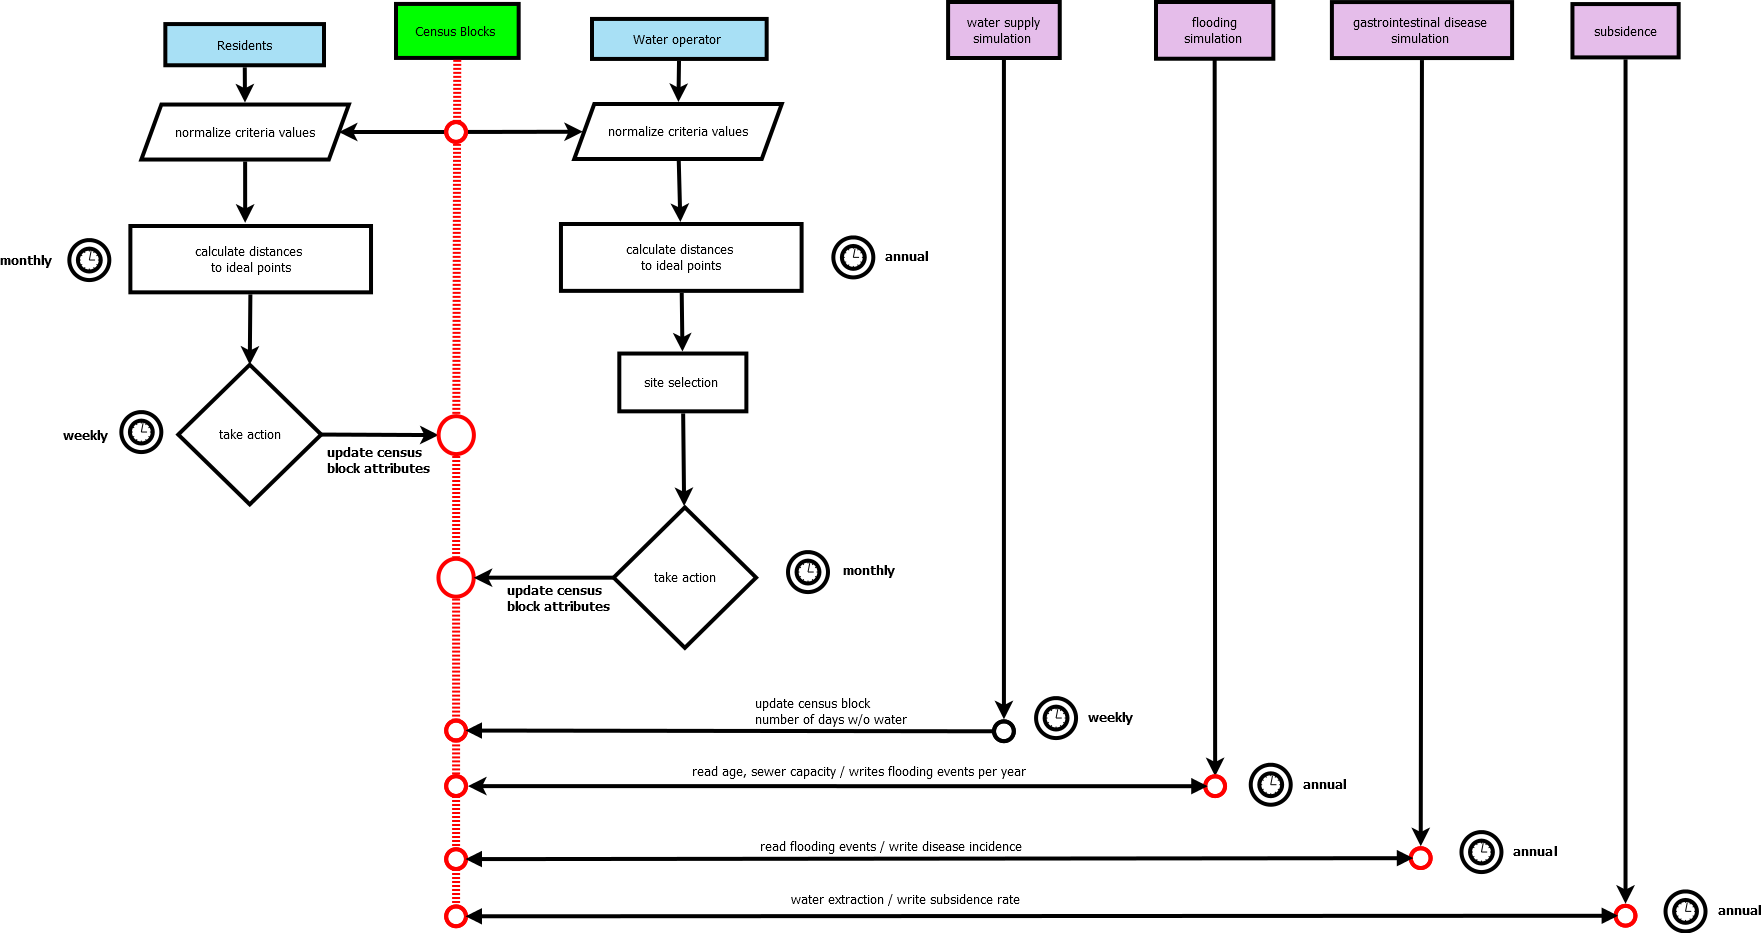 Residents
Census Blocks
Water operator
water supply
simulation
flooding
simulation
gastrointestinal disease
simulation
subsidence
normalize criteria values
normalize criteria values
monthly
calculate distances
to ideal points
calculate distances
to ideal points
annual
site selection
weekly
take action
update census
block attributes
take action
monthly
update census
block attributes
update census block
number of days w/o water
weekly
read age, sewer capacity / writes flooding events per year
annual
read flooding events / write disease incidence
annual
water extraction / write subsidence rate
annual